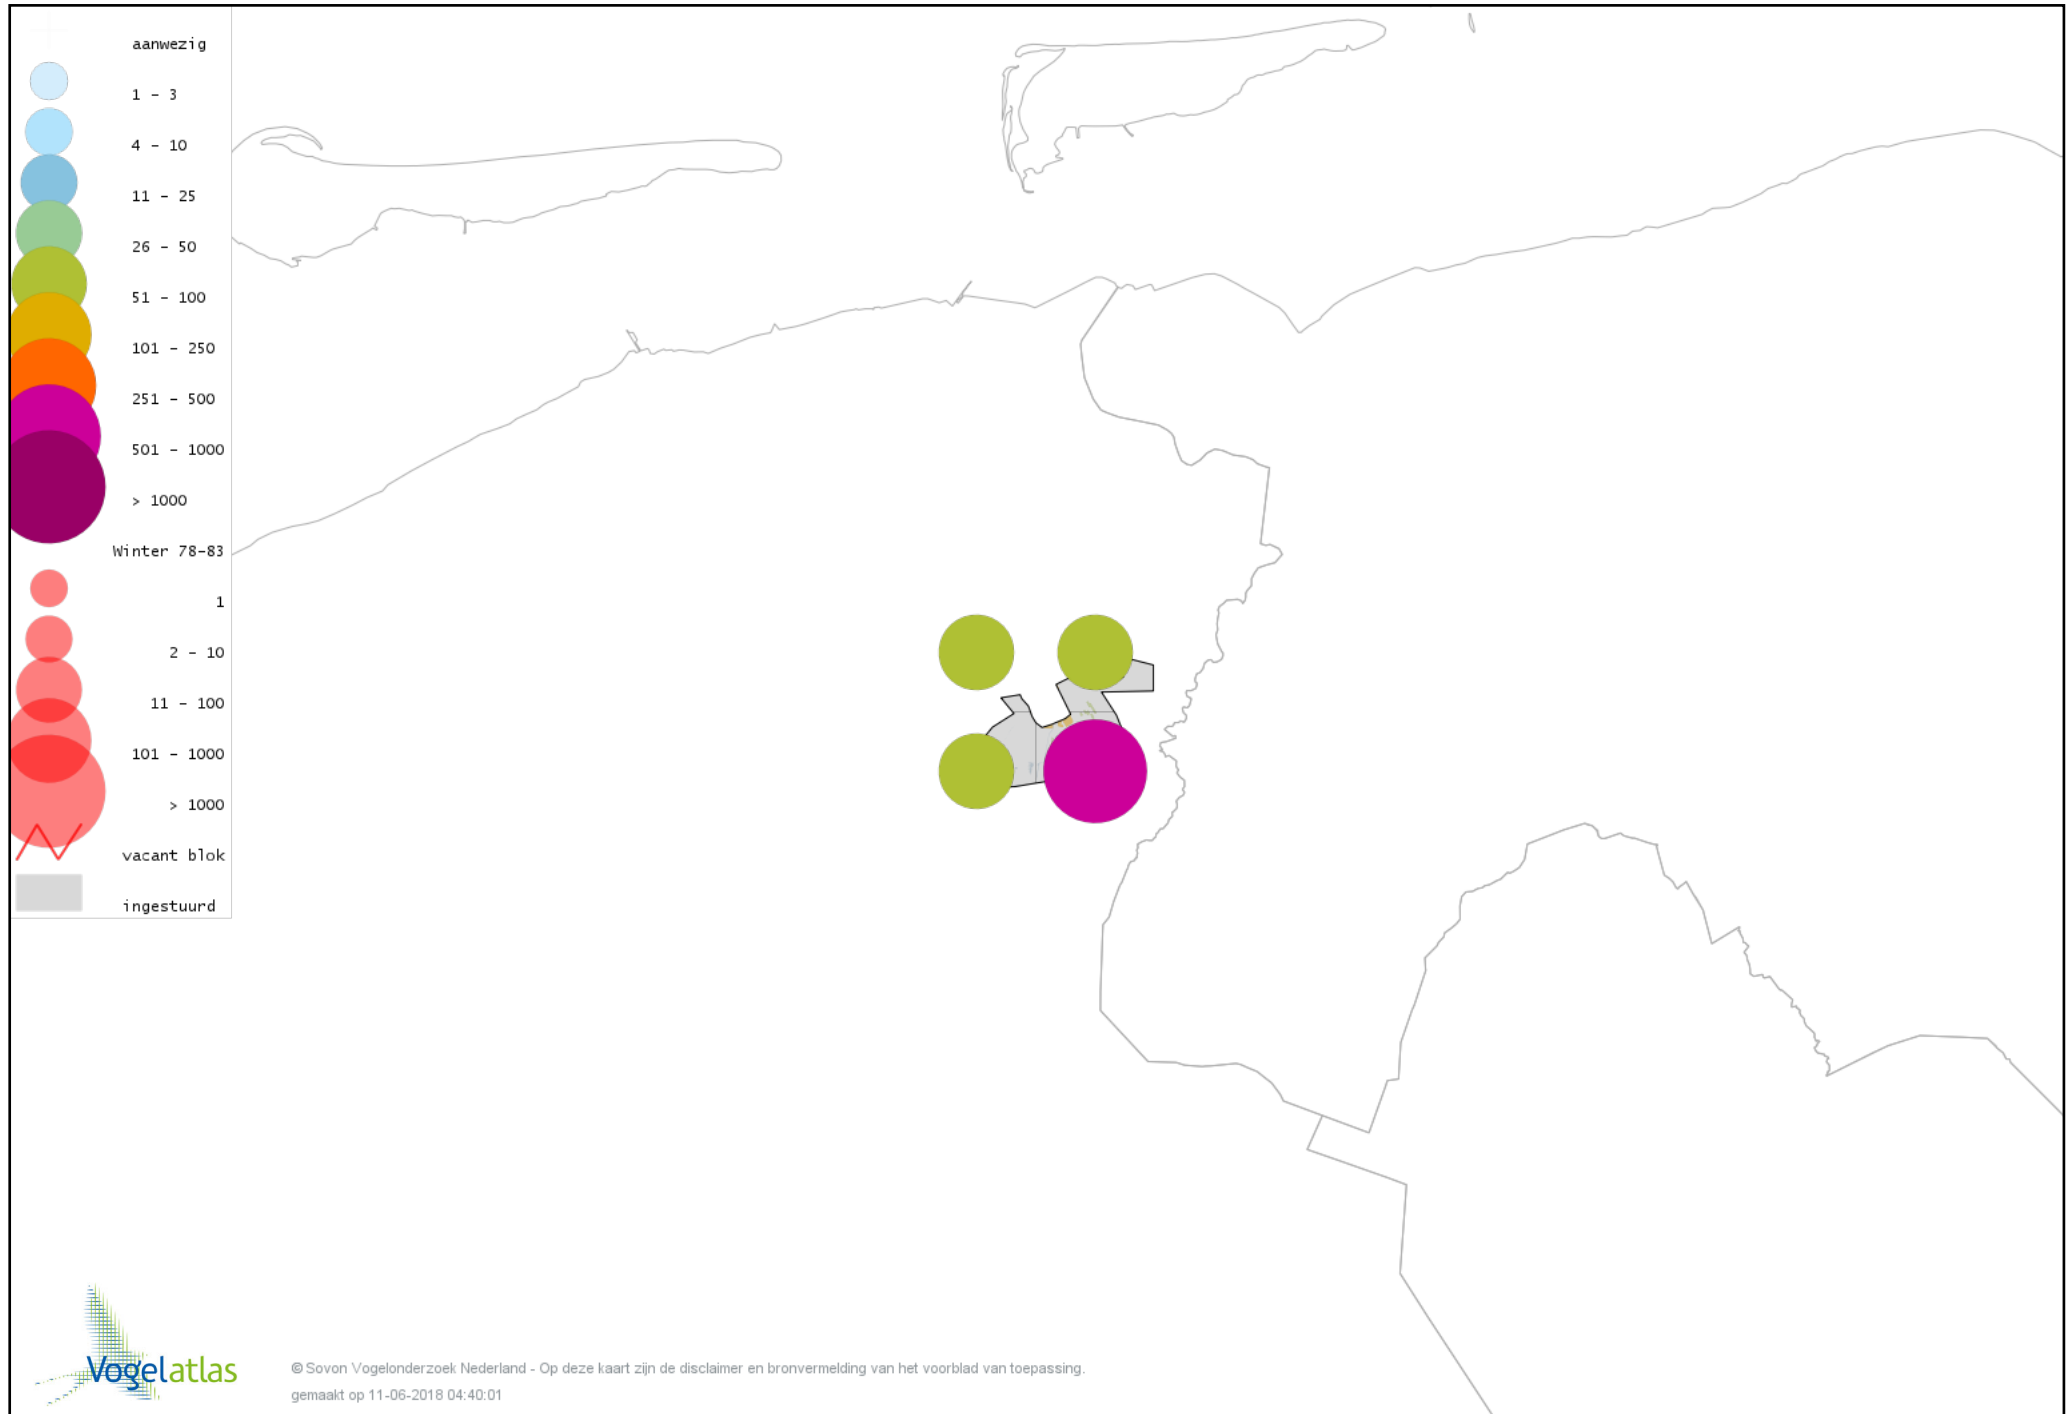 aanwezig
1 - 3
4 - 10
11 - 25
26 - 50
51 - 100
101 - 250
251 - 500
501 - 1000
> 1000
Winter 78-83
1
2 - 10
11 - 100
101 - 1000
> 1000
vacant blok
ingestuurd
Vogelatlas
© Sovon Vogelonderzoek Nederland - Op deze kaart zijn de disclaimer en bronvermelding van het voorblad van toepassing.
gemaakt op 11-06-2018 04:40:01